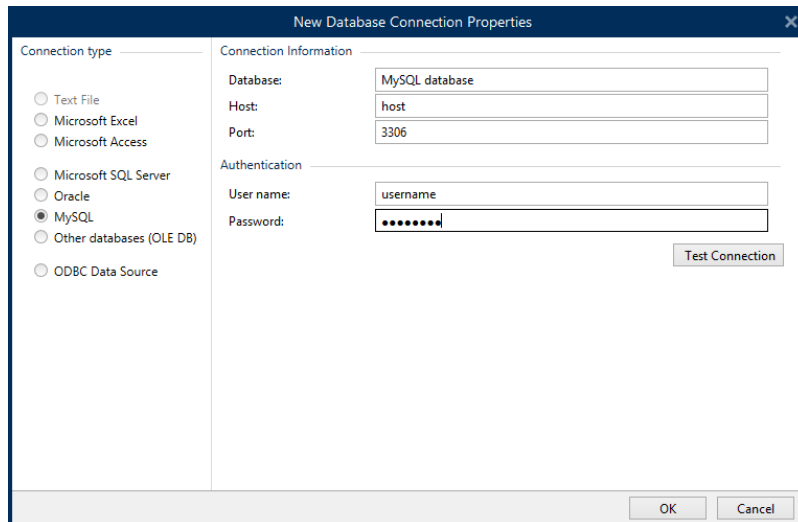 New Database Connection Properties
Connection type
Text File
Microsoft Excel
Microsoft Access
Microsoft SQL Server
Oracle
MySQL
Other databases (OLE DB)
ODBC Data Source
Connection Information
Database: MySQL database
Host: host
Port: 3306
Authentication
User name: username
Password: ●●●●●●●●
Test Connection
OK Cancel